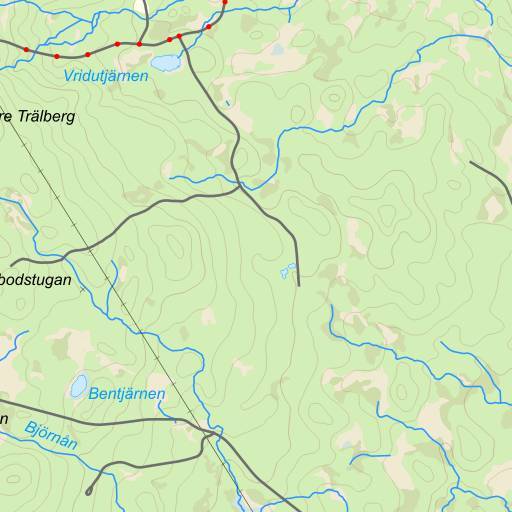 Vridutjärnen
re Trälberg
bodstugan
Bentjärnen
n
Björnån